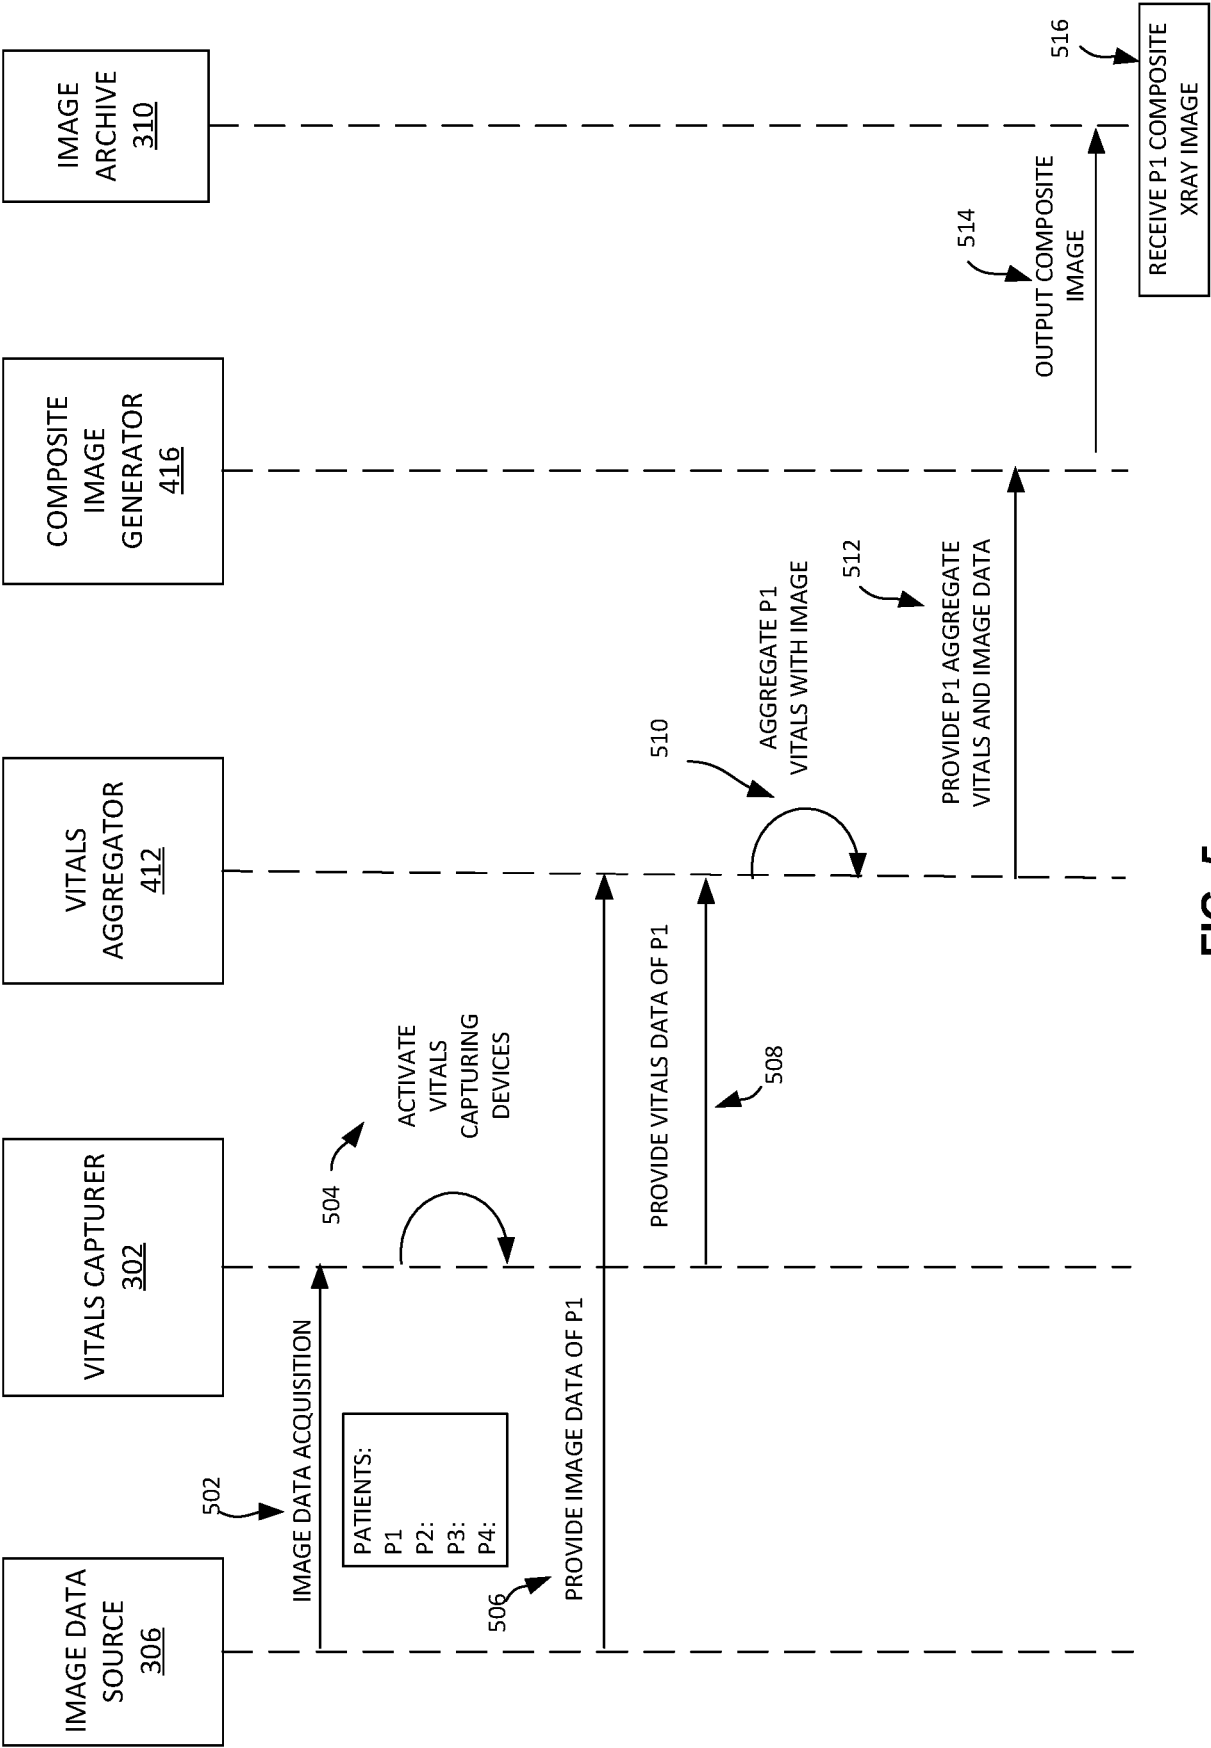 IMAGE DATA
SOURCE
306
VITALS CAPTURER
302
VITALS
AGGREGATOR
412
COMPOSITE
IMAGE
GENERATOR
416
IMAGE
ARCHIVE
310
502
IMAGE DATA ACQUISITION
PATIENTS:
P1
P2:
P3:
P4:
504
ACTIVATE
VITALS
CAPTURING
DEVICES
506
PROVIDE IMAGE DATA OF P1
PROVIDE VITALS DATA OF P1
508
510
AGGREGATE P1
VITALS WITH IMAGE
512
PROVIDE P1 AGGREGATE
VITALS AND IMAGE DATA
514
OUTPUT COMPOSITE
IMAGE
516
RECEIVE P1 COMPOSITE
XRAY IMAGE